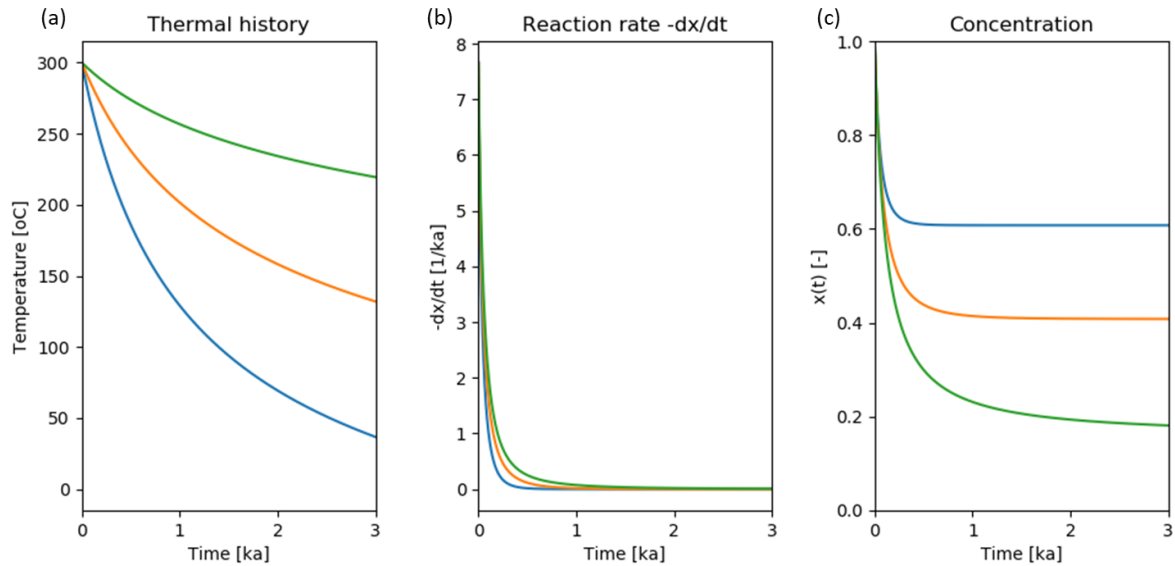 (a)
Thermal history
300
250
200
150
100
50
0
Temperature [oC]
0 1 2 3
Time [ka]
(b)
Reaction rate -dx/dt
8
7
6
5
4
3
2
1
0
-dx/dt [1/ka]
0 1 2 3
Time [ka]
(c)
Concentration
1.0
0.8
0.6
0.4
0.2
0.0
x(t) [-]
0 1 2 3
Time [ka]